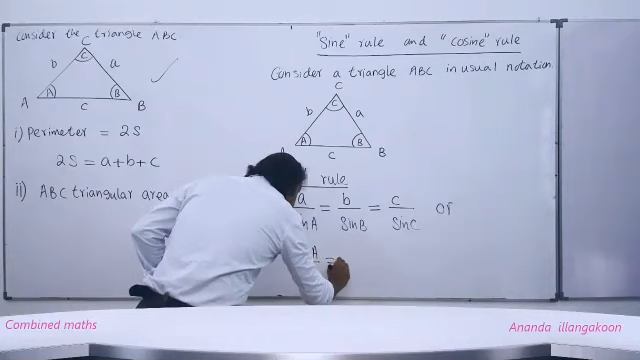 Consider the triangle ABC
C
C
b
a
A
A
B
B
c
i) Perimeter = 2S
2S = a+b+c
ii) ABC triangular area
"Sine" rule and "Cosine" rule
Consider a triangle ABC in usual notation
C
C
b
a
A
B
c
B
rule
a = b = c or
SinB SinC
A =
Combined maths
Ananda illangakoon